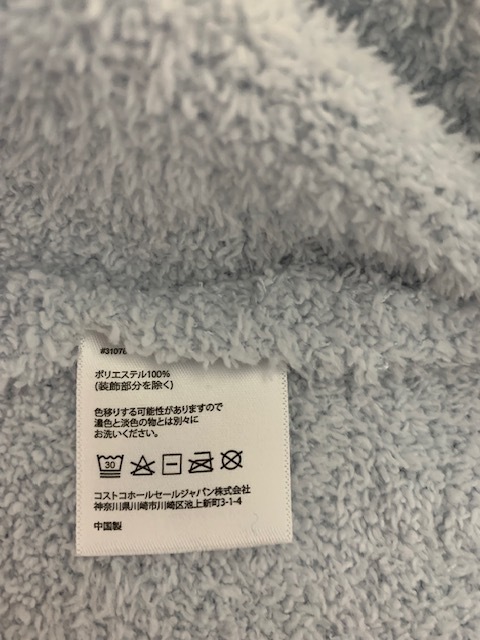 #3107
ポリエステル100%
(装飾部分を除く)
色移りする可能性がありますので
濃色と淡色の物とは別々に
お洗いください。
30
コストコホールセールジャパン株式会社
神奈川県川崎市川崎区池上新町3-1-4
中国製